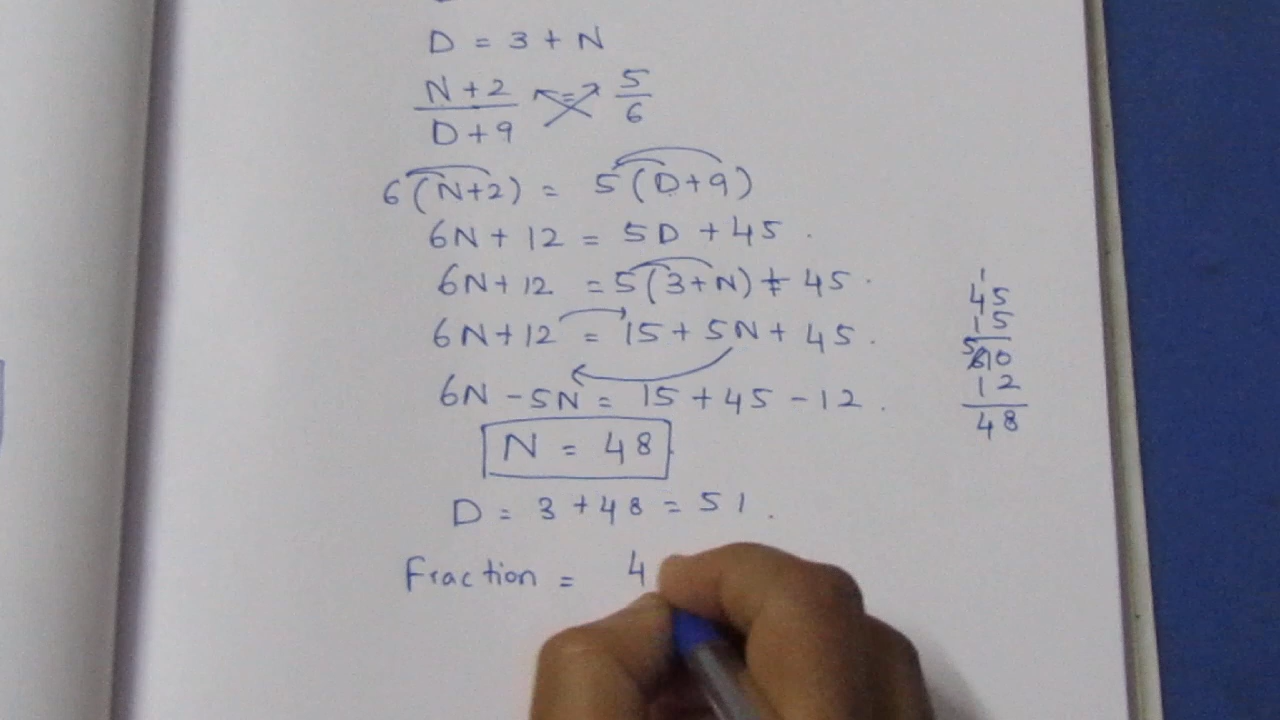 D = 3 + N
N + 2 / D + 9 = 5 / 6
6 (N+2) = 5 (D+9)
6N + 12 = 5D + 45 .
6N + 12 = 5(3+N) + 45 .
6N + 12 = 15 + 5N + 45 .
6N - 5N = 15 + 45 - 12 .
N = 48
D = 3 + 48 = 51 .
Fraction = 4
1
45
15
5
60
12
48